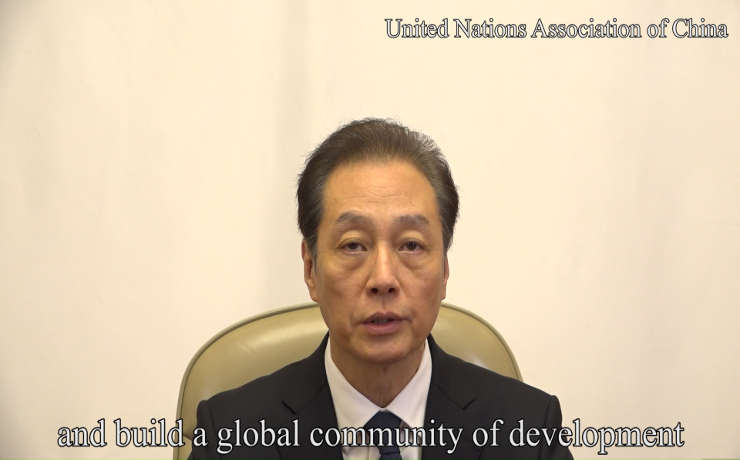 United Nations Association of China
and build a global community of development